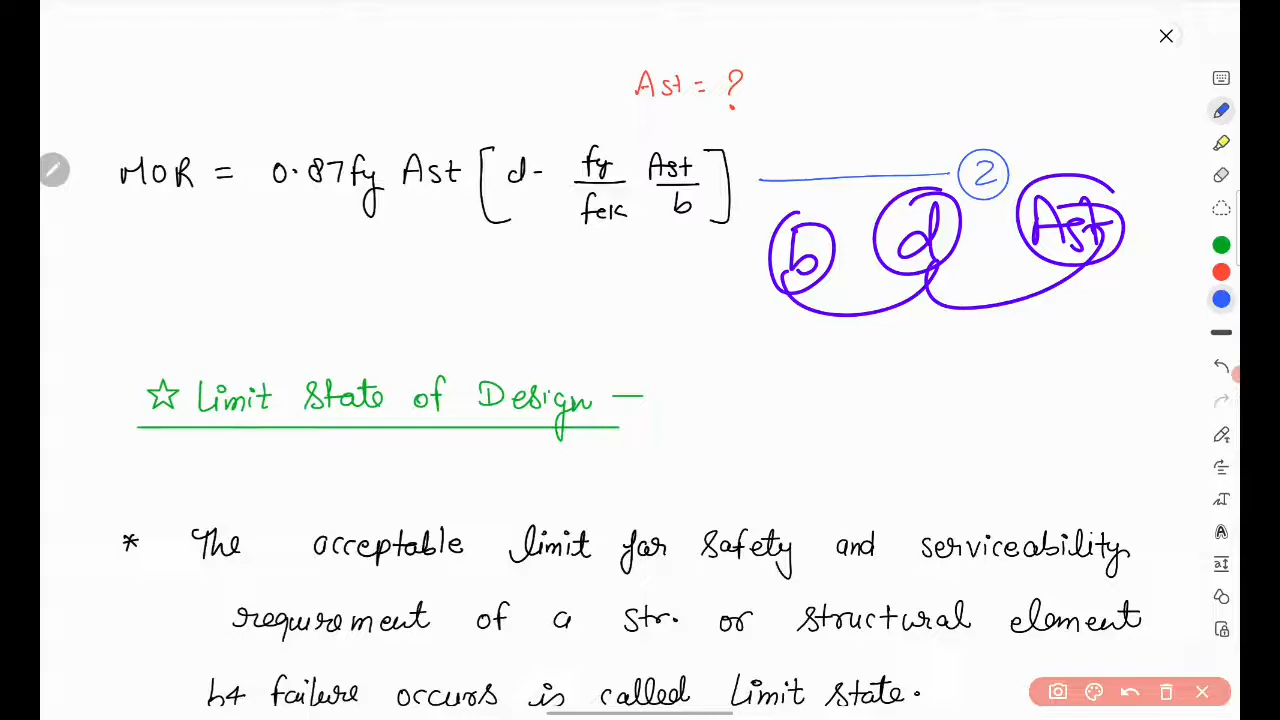 Ast = ?
MOR = 0.87fy Ast [d- fy/fck Ast/b] ② 
b d Ast
☆ Limit State of Design —
* The acceptable limit for safety and serviceability
requirement of a str. or structural element
b4 failure occurs is called Limit state.